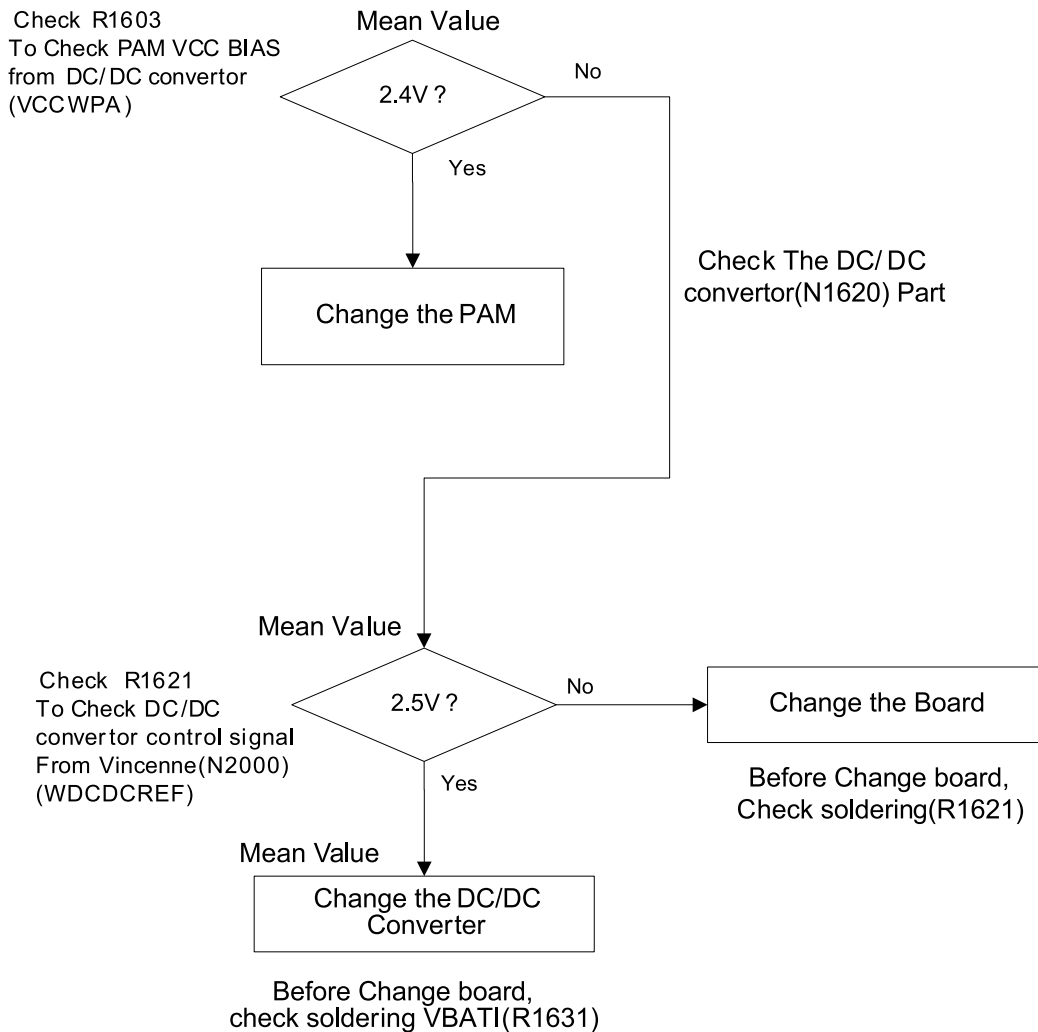 Check R1603
To Check PAM VCC BIAS
from DC/DC convertor
(VCCWPA)
Mean Value
2.4V ?
No
Yes
Change the PAM
Check The DC/DC
convertor(N1620) Part
Mean Value
Check R1621
To Check DC/DC
convertor control signal
From Vincenne(N2000)
(WDCDCREF)
2.5V ?
No
Change the Board
Before Change board,
Check soldering(R1621)
Yes
Mean Value
Change the DC/DC
Converter
Before Change board,
check soldering VBATI(R1631)